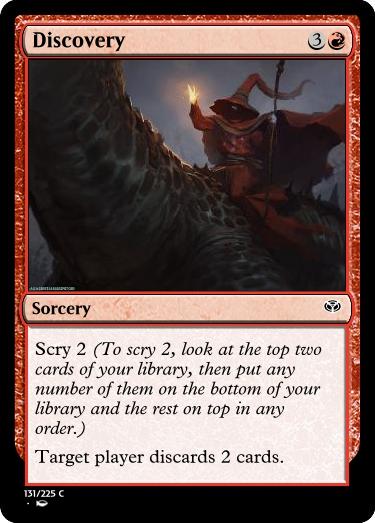 Discovery 3
Sorcery
Scry 2 (To scry 2, look at the top two
cards of your library, then put any
number of them on the bottom of your
library and the rest on top in any
order.)
Target player discards 2 cards.
131/225 C